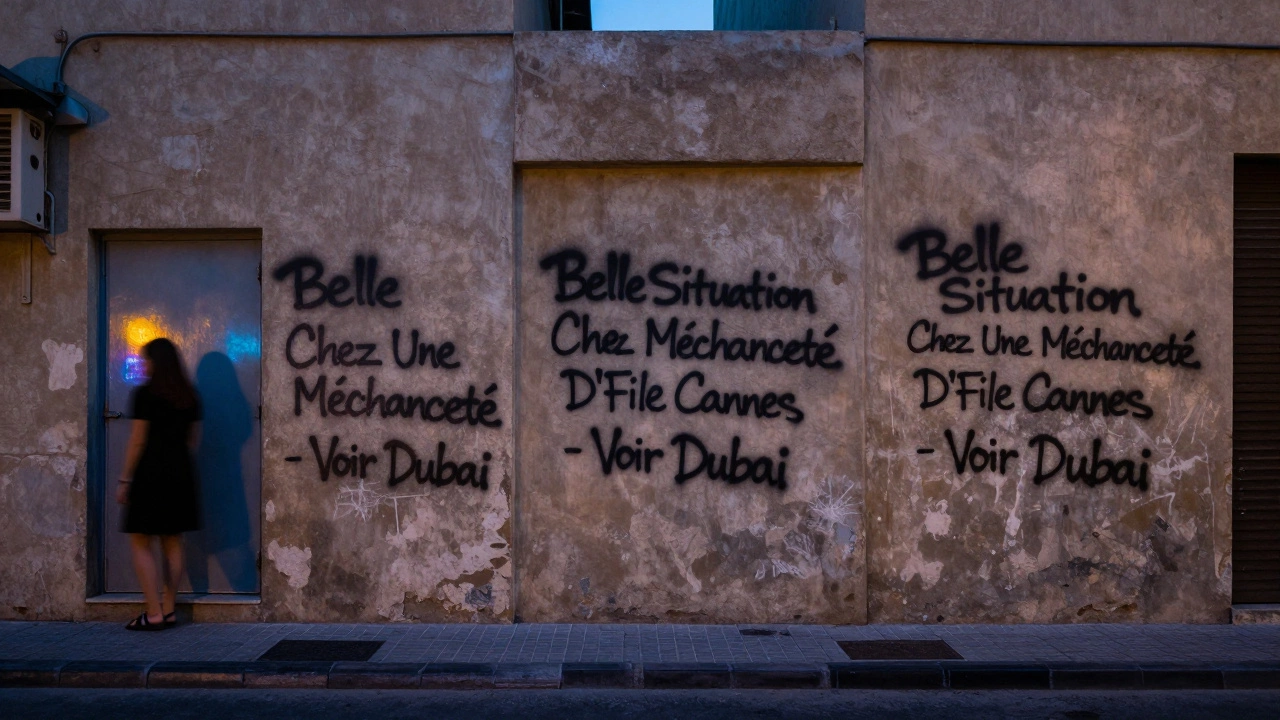 Belle
Chez Une
Méchanceté
- Voir Dubai
Belle Situation
Chez Méchanceté
D'File Cannes
- Voir Dubai
Belle
Situation
Chez Une Méchanceté
D'File Cannes
- Voir Dubai